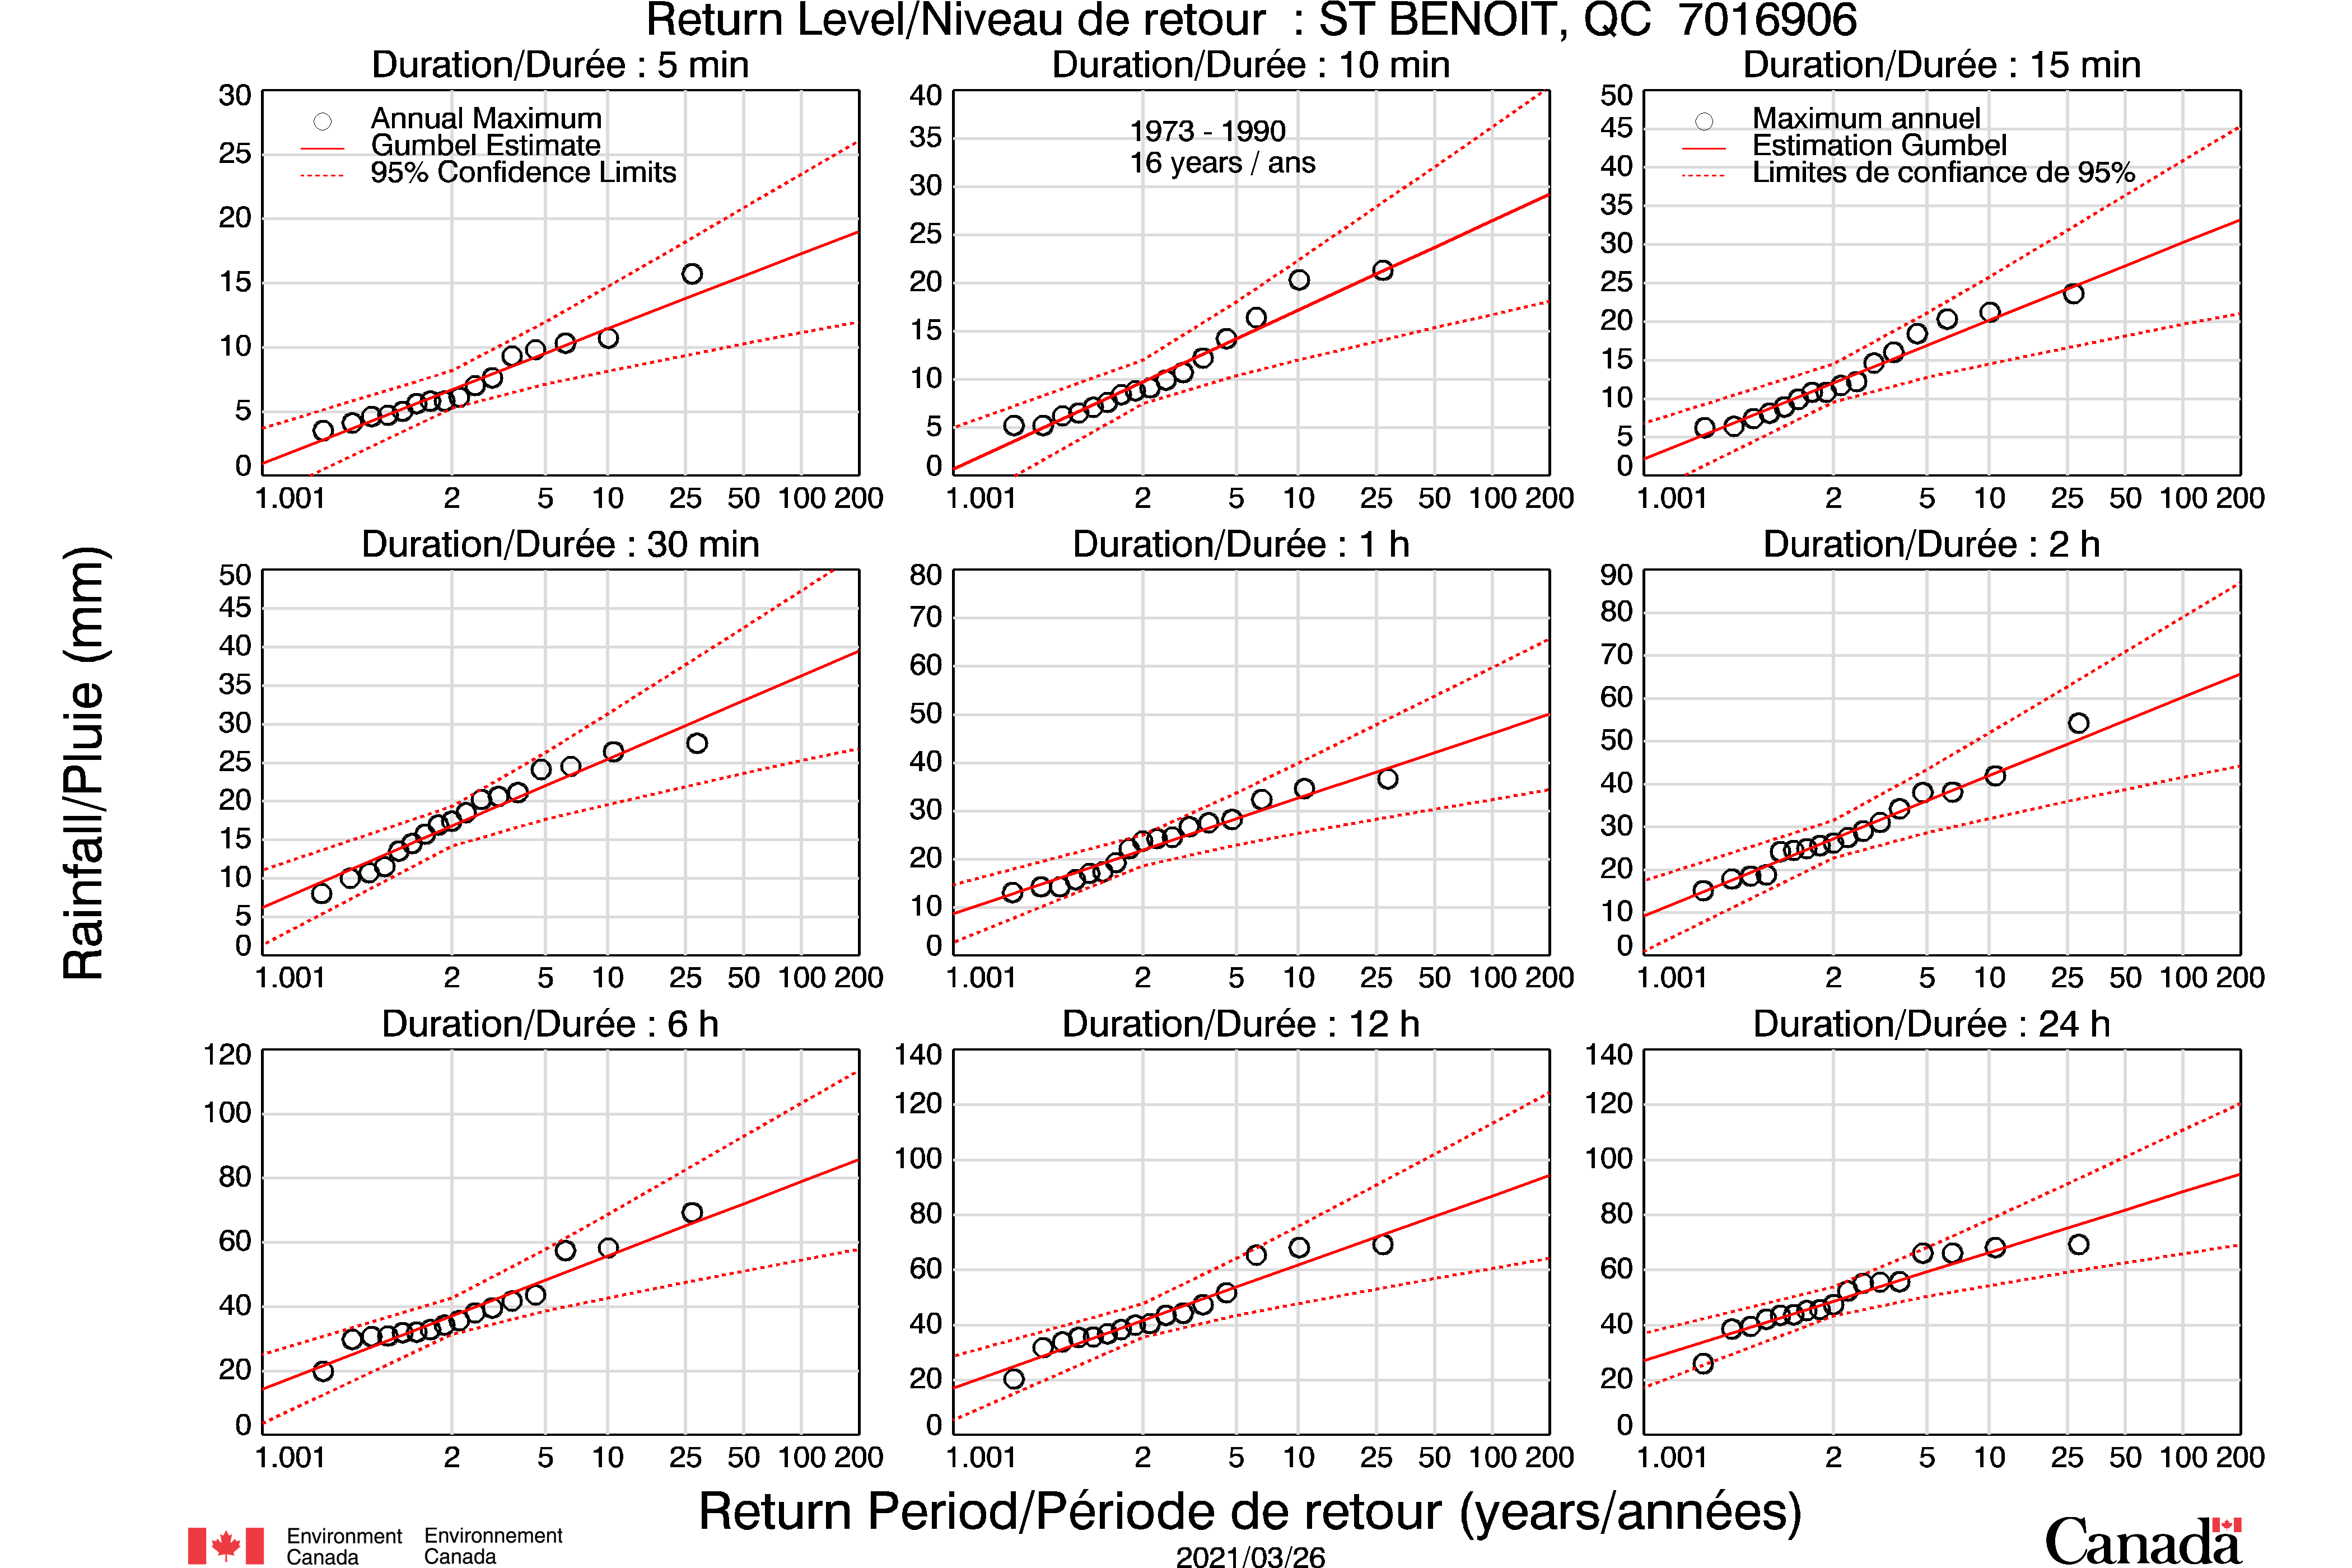 Return Level/Niveau de retour : ST BENOIT, QC 7016906
Duration/Durée : 5 min
Duration/Durée : 10 min
Duration/Durée : 15 min
30
25
20
15
10
5
0
Annual Maximum
Gumbel Estimate
95% Confidence Limits
1.001 2 5 10 25 50 100 200
40
35
30
25
20
15
10
5
0
1973 - 1990
16 years / ans
1.001 2 5 10 25 50 100 200
50
45
40
35
30
25
20
15
10
5
0
Maximum annuel
Estimation Gumbel
Limites de confiance de 95%
1.001 2 5 10 25 50 100 200
Rainfall/Pluie (mm)
Duration/Durée : 30 min
Duration/Durée : 1 h
Duration/Durée : 2 h
50
45
40
35
30
25
20
15
10
5
0
1.001 2 5 10 25 50 100 200
80
70
60
50
40
30
20
10
0
1.001 2 5 10 25 50 100 200
90
80
70
60
50
40
30
20
10
0
1.001 2 5 10 25 50 100 200
Duration/Durée : 6 h
Duration/Durée : 12 h
Duration/Durée : 24 h
120
100
80
60
40
20
0
1.001 2 5 10 25 50 100 200
140
120
100
80
60
40
20
0
1.001 2 5 10 25 50 100 200
140
120
100
80
60
40
20
0
1.001 2 5 10 25 50 100 200
Return Period/Période de retour (years/années)
Environment
Canada
Environnement
Canada
2021/03/26
Canada